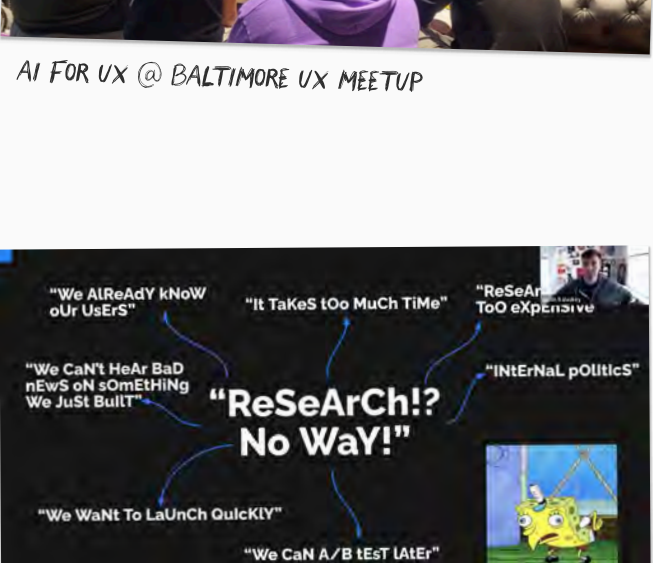 AI FOR UX @ BALTIMORE UX MEETUP
“We AlReAdY kNoW
oUr UsErS”
“It TaKeS tOo MuCh TiMe”
“ReSeAr
ToO eXpEnSIve
“We CaN’t HeAr BaD
nEwS oN sOmEtHiNg
We JuSt BuIlT”
“INtErNaL pOlItIcS”
“ReSeArCh!?
No WaY!”
“We WaNt To LaUnCh QuIcKlY”
“We CaN A/B tEsT lAtEr”